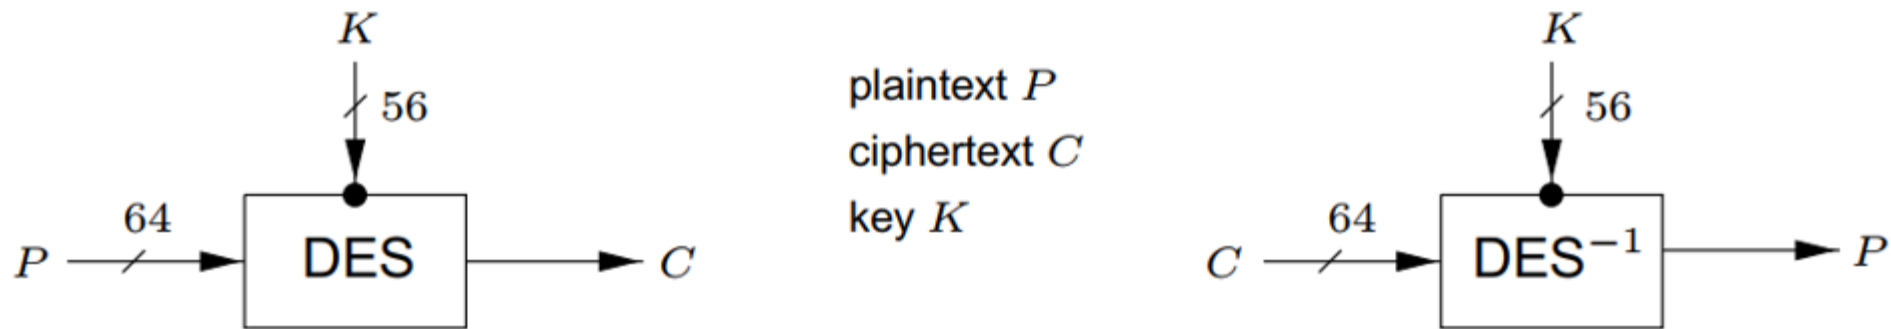 K
56
64
P
DES
C
plaintext P
ciphertext C
key K
K
56
64
C
DES⁻¹
P